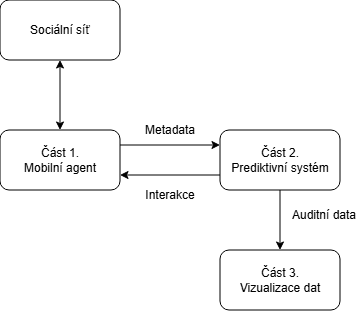 Sociální síť
Část 1.
Mobilní agent
Metadata
Interakce
Část 2.
Prediktivní systém
Auditní data
Část 3.
Vizualizace dat